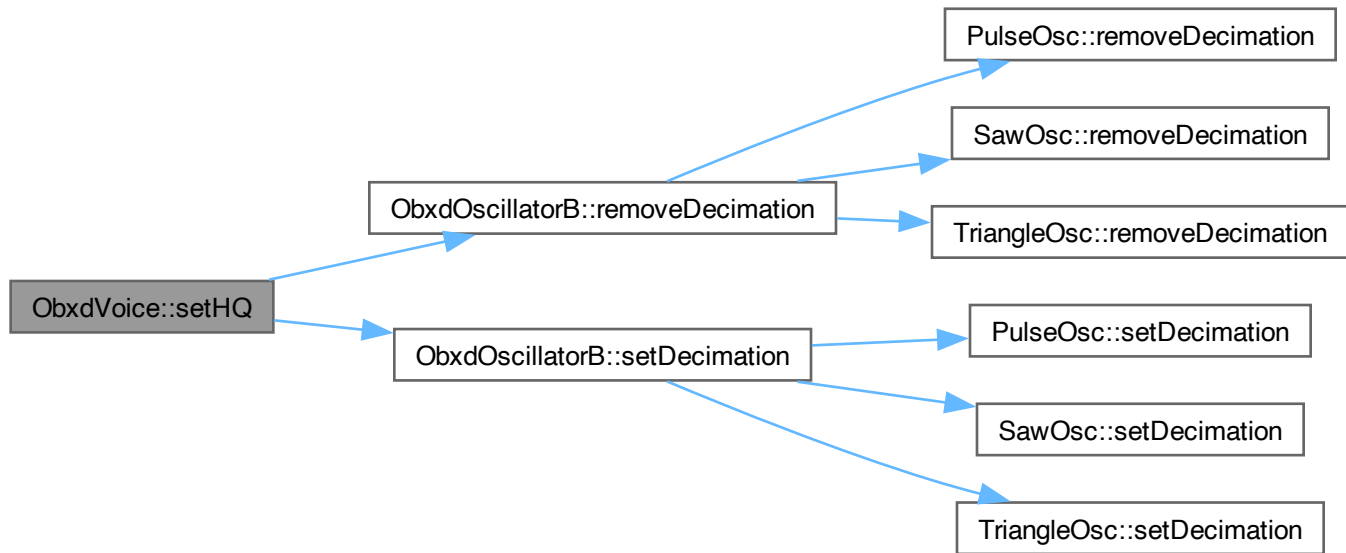 PulseOsc::removeDecimation
SawOsc::removeDecimation
ObxdOscillatorB::removeDecimation
TriangleOsc::removeDecimation
ObxdVoice::setHQ
PulseOsc::setDecimation
ObxdOscillatorB::setDecimation
SawOsc::setDecimation
TriangleOsc::setDecimation